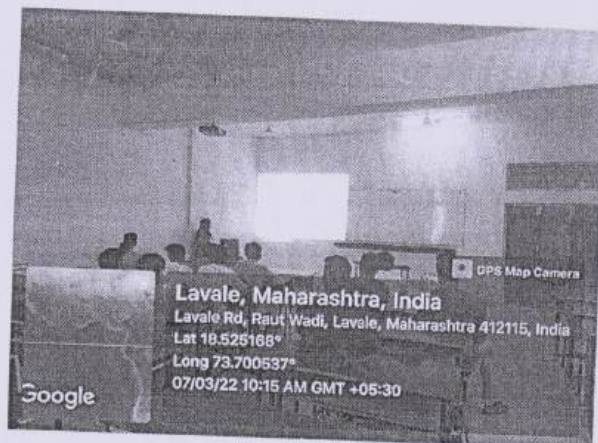 GPS Map Camera
Lavale, Maharashtra, India
Lavale Rd, Raut Wadi, Lavale, Maharashtra 412115, India
Lat 18.525168°
Long 73.700537°
07/03/22 10:15 AM GMT +05:30
Google